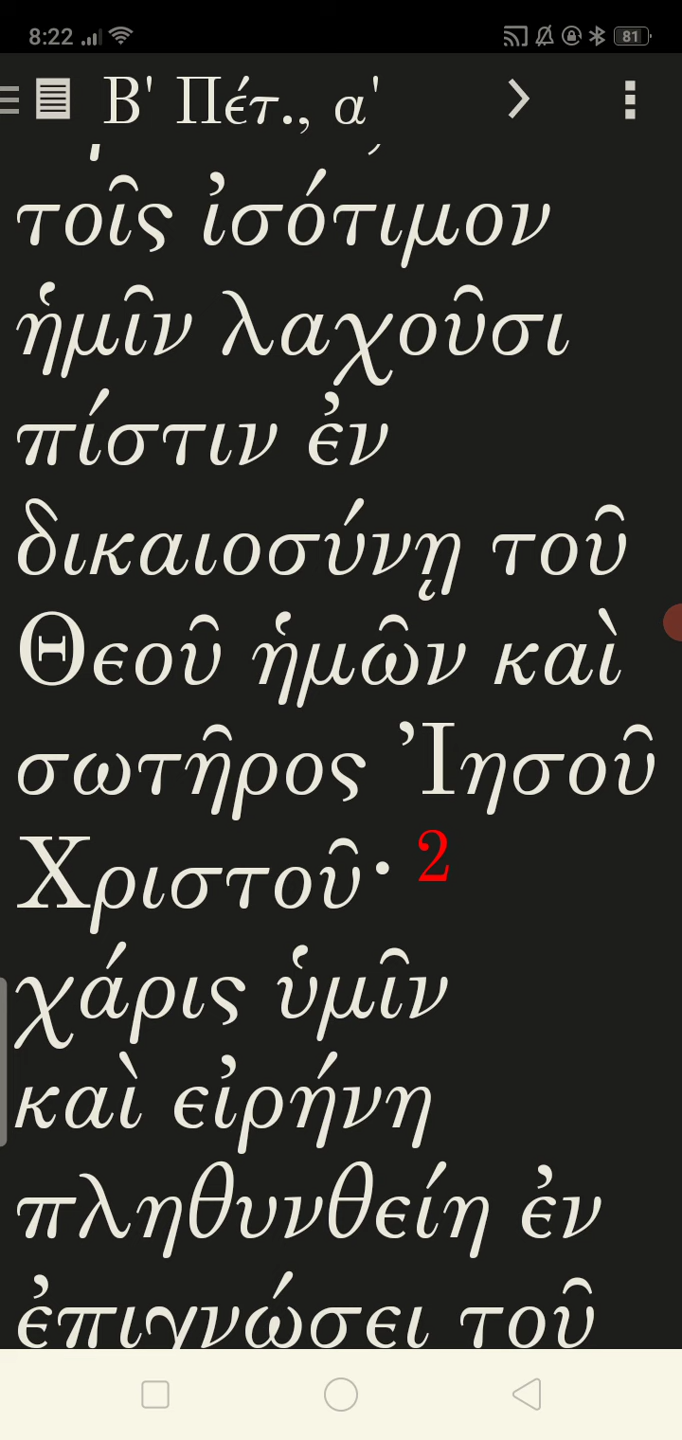 8:22 81
Β' Πέτ., α'
τοῖς ἰσότιμον
ἡμῖν λαχοῦσι
πίστιν ἐν
δικαιοσύνῃ τοῦ
Θεοῦ ἡμῶν καὶ
σωτῆρος Ἰησοῦ
Χριστοῦ· 2
χάρις ὑμῖν
καὶ εἰρήνη
πληθυνθείη ἐν
ἐπιγνώσει τοῦ